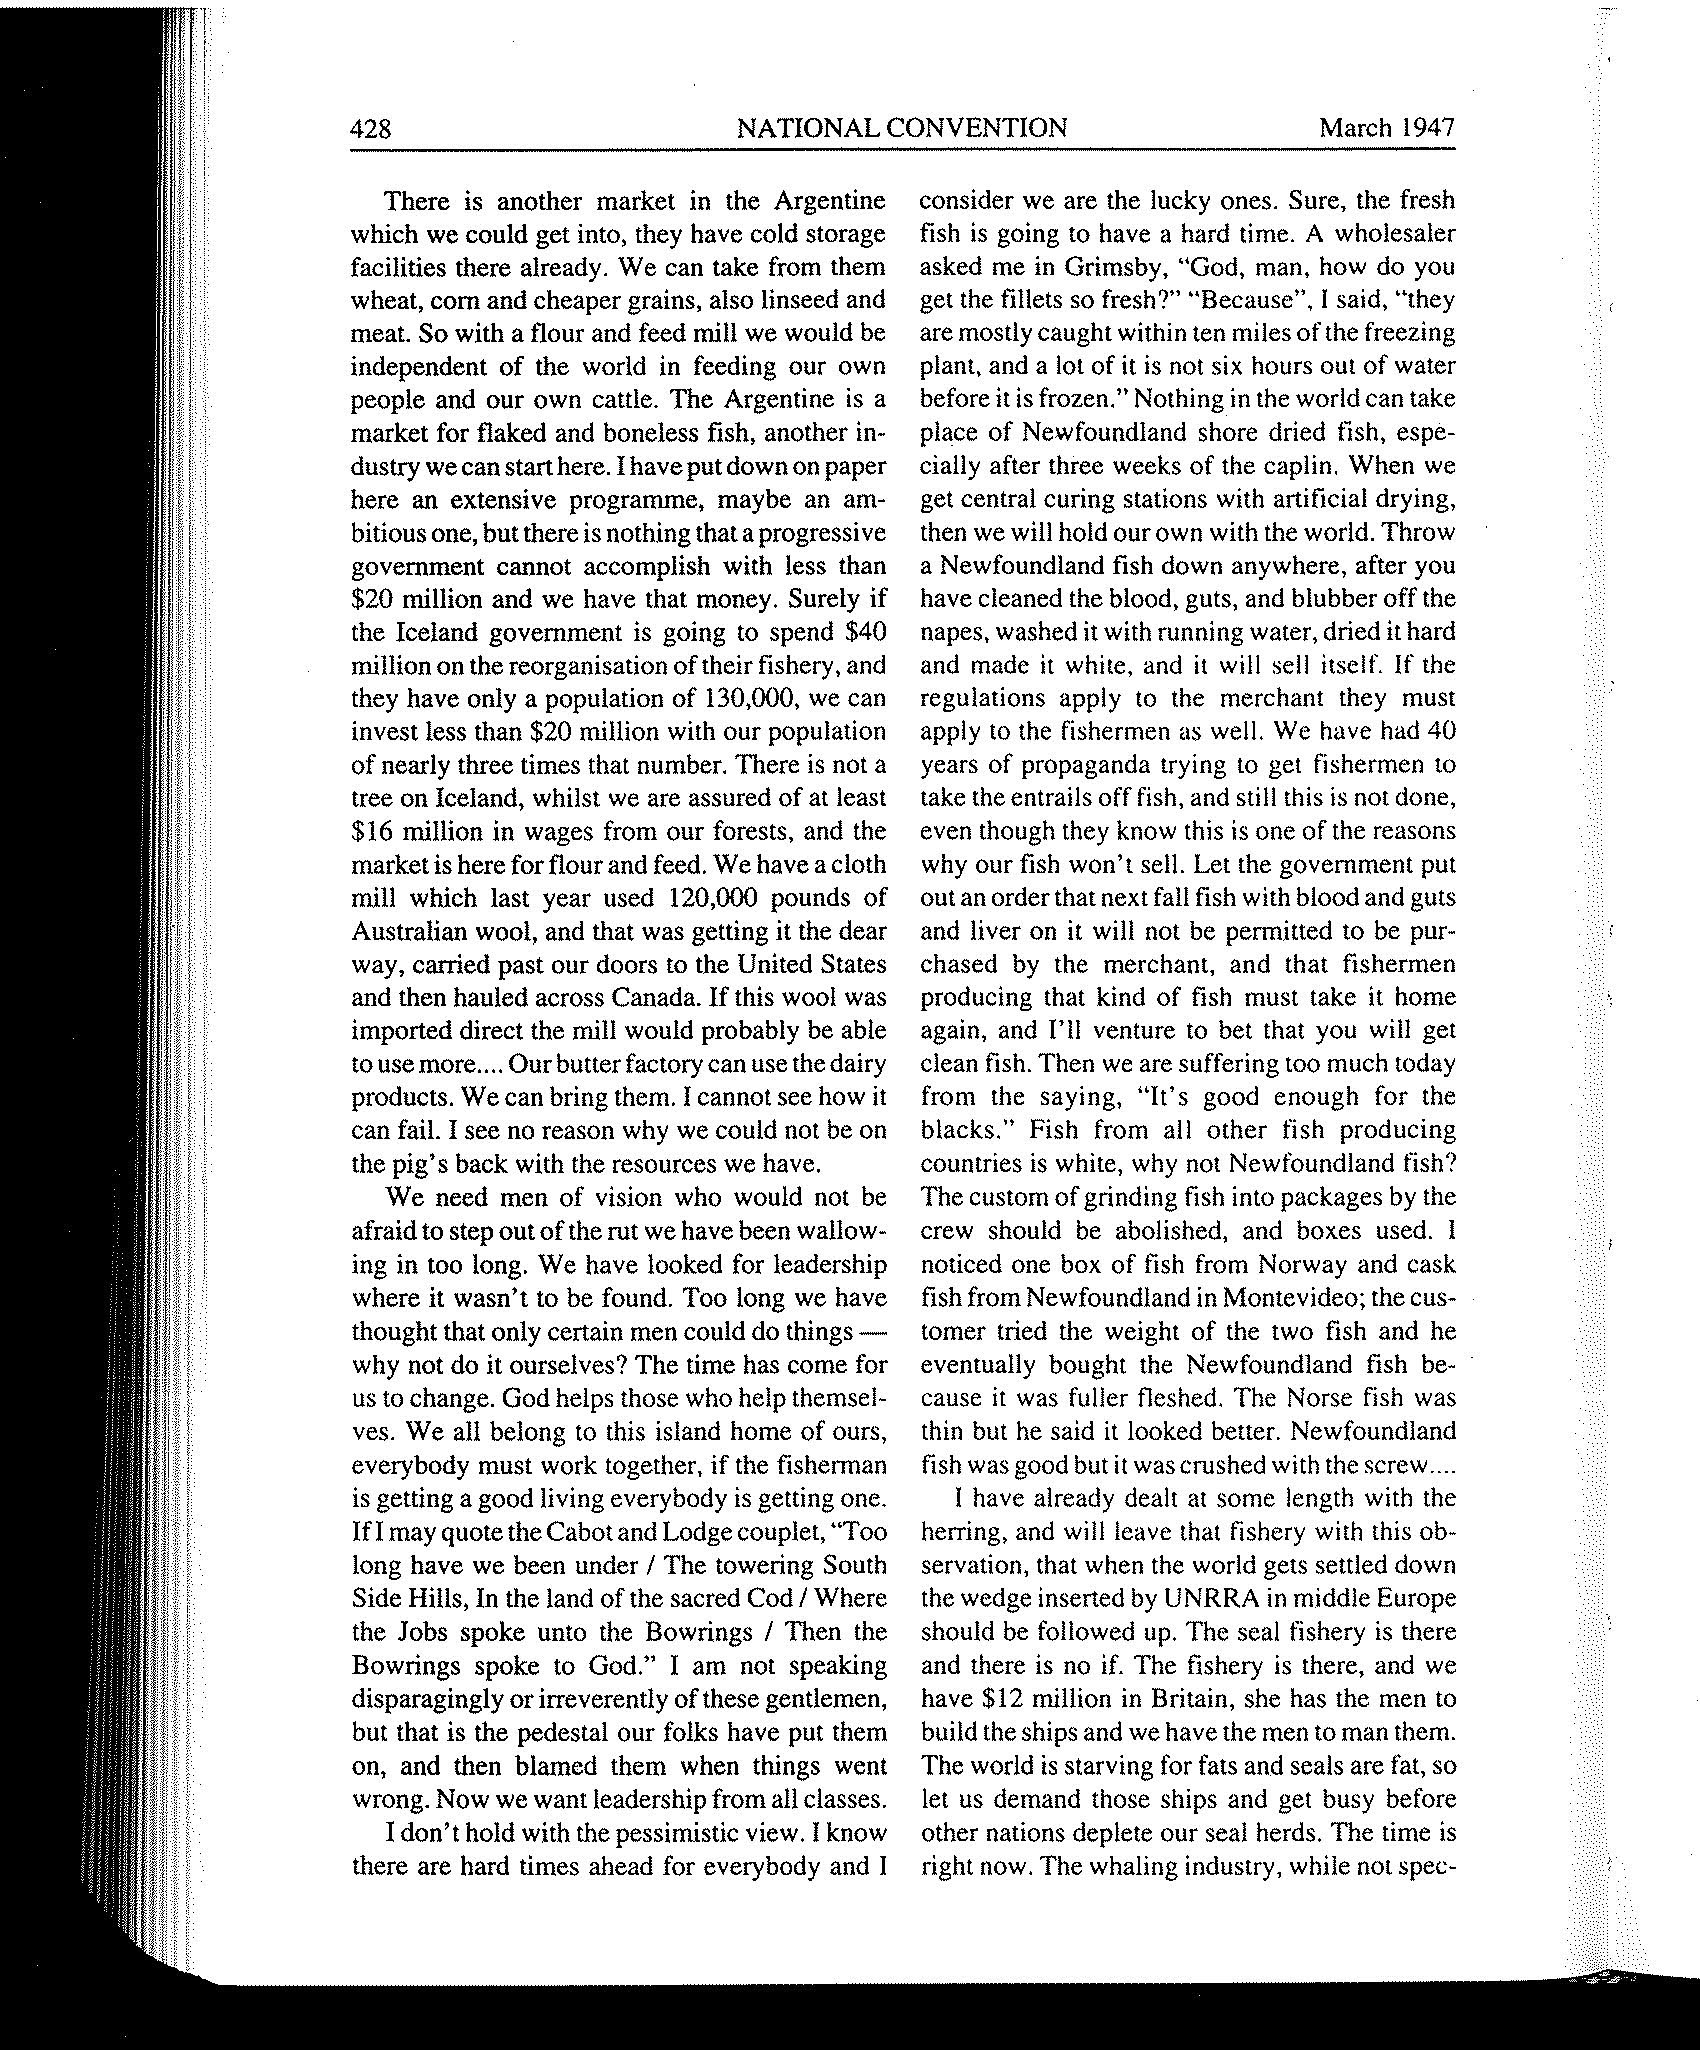 428 NATIONAL CONVENTION March 1947
There is another market in the Argentine
which we could get into, they have cold storage
facilities there already. We can take from them
wheat, corn and cheaper grains, also linseed and
meat. So with a flour and feed mill we would be
independent of the world in feeding our own
people and our own cattle. The Argentine is a
market for flaked and boneless fish, another in-
dustry we can start here. I have put down on paper
here an extensive programme, maybe an am-
bitious one, but there is nothing that a progressive
government cannot accomplish with less than
$20 million and we have that money. Surely if
the Iceland government is going to spend $40
million on the reorganisation of their fishery, and
they have only a population of 130,000, we can
invest less than $20 million with our population
of nearly three times that number. There is not a
tree on Iceland, whilst we are assured of at least
$16 million in wages from our forests, and the
market is here for flour and feed. We have a cloth
mill which last year used 120,000 pounds of
Australian wool, and that was getting it the dear
way, carried past our doors to the United States
and then hauled across Canada. If this wool was
imported direct the mill would probably be able
to use more.... Our butter factory can use the dairy
products. We can bring them. I cannot see how it
can fail. I see no reason why we could not be on
the pig's back with the resources we have.
We need men of vision who would not be
afraid to step out of the rut we have been wallow-
ing in too long. We have looked for leadership
where it wasn't to be found. Too long we have
thought that only certain men could do things —
why not do it ourselves? The time has come for
us to change. God helps those who help themsel-
ves. We all belong to this island home of ours,
everybody must work together, if the fisherman
is getting a good living everybody is getting one.
If I may quote the Cabot and Lodge couplet, "Too
long have we been under / The towering South
Side Hills, In the land of the sacred Cod / Where
the Jobs spoke unto the Bowrings / Then the
Bowrings spoke to God." I am not speaking
disparagingly or irreverently of these gentlemen,
but that is the pedestal our folks have put them
on, and then blamed them when things went
wrong. Now we want leadership from all classes.
I don't hold with the pessimistic view. I know
there are hard times ahead for everybody and I
consider we are the lucky ones. Sure, the fresh
fish is going to have a hard time. A wholesaler
asked me in Grimsby, "God, man, how do you
get the fillets so fresh?" "Because", I said, "they
are mostly caught within ten miles of the freezing
plant, and a lot of it is not six hours out of water
before it is frozen." Nothing in the world can take
place of Newfoundland shore dried fish, espe-
cially after three weeks of the caplin. When we
get central curing stations with artificial drying,
then we will hold our own with the world. Throw
a Newfoundland fish down anywhere, after you
have cleaned the blood, guts, and blubber off the
napes, washed it with running water, dried it hard
and made it white, and it will sell itself. If the
regulations apply to the merchant they must
apply to the fishermen as well. We have had 40
years of propaganda trying to get fishermen to
take the entrails off fish, and still this is not done,
even though they know this is one of the reasons
why our fish won't sell. Let the government put
out an order that next fall fish with blood and guts
and liver on it will not be permitted to be pur-
chased by the merchant, and that fishermen
producing that kind of fish must take it home
again, and I'll venture to bet that you will get
clean fish. Then we are suffering too much today
from the saying, "It's good enough for the
blacks." Fish from all other fish producing
countries is white, why not Newfoundland fish?
The custom of grinding fish into packages by the
crew should be abolished, and boxes used. I
noticed one box of fish from Norway and cask
fish from Newfoundland in Montevideo; the cus-
tomer tried the weight of the two fish and he
eventually bought the Newfoundland fish be-
cause it was fuller fleshed. The Norse fish was
thin but he said it looked better. Newfoundland
fish was good but it was crushed with the screw....
I have already dealt at some length with the
herring, and will leave that fishery with this ob-
servation, that when the world gets settled down
the wedge inserted by UNRRA in middle Europe
should be followed up. The seal fishery is there
and there is no if. The fishery is there, and we
have $12 million in Britain, she has the men to
build the ships and we have the men to man them.
The world is starving for fats and seals are fat, so
let us demand those ships and get busy before
other nations deplete our seal herds. The time is
right now. The whaling industry, while not spec-